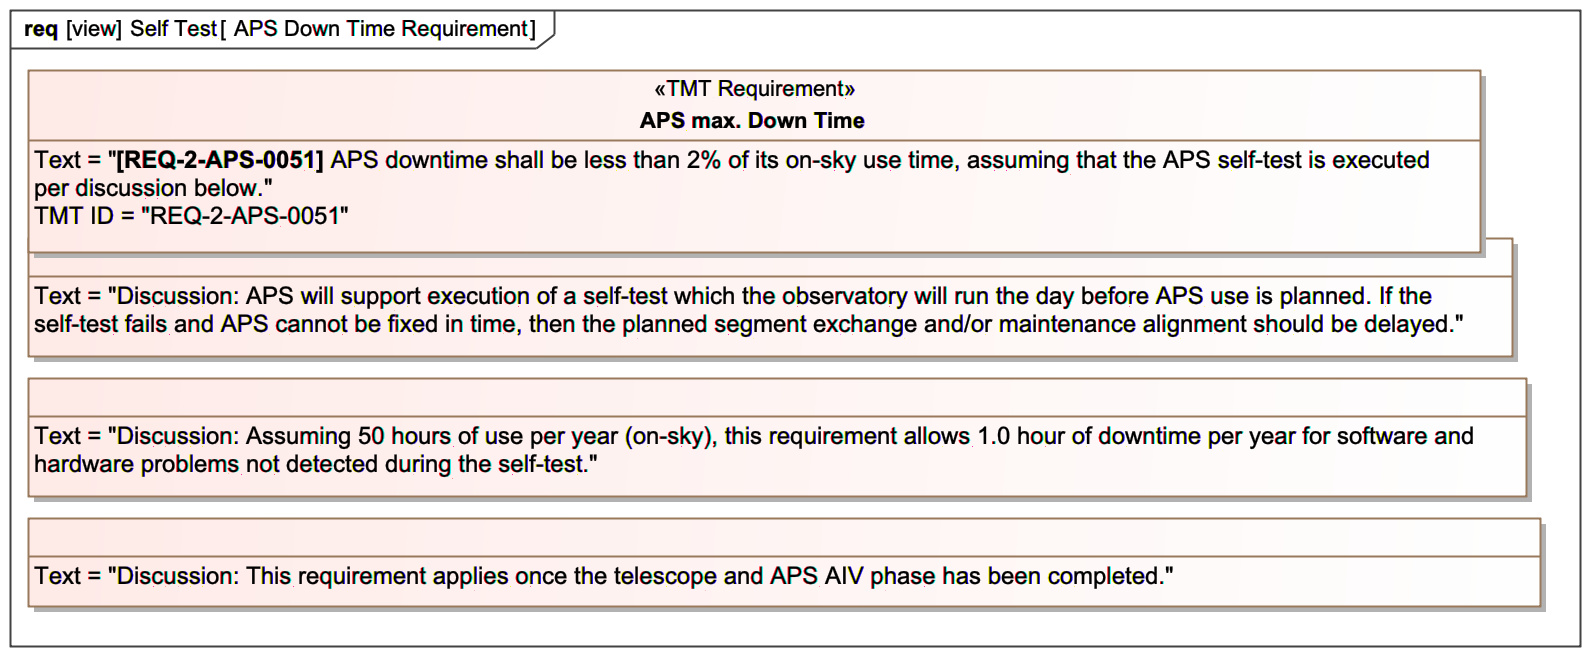 req [view] Self Test[ APS Down Time Requirement]
«TMT Requirement»
APS max. Down Time
Text = "[REQ-2-APS-0051] APS downtime shall be less than 2% of its on-sky use time, assuming that the APS self-test is executed
per discussion below."
TMT ID = "REQ-2-APS-0051"
Text = "Discussion: APS will support execution of a self-test which the observatory will run the day before APS use is planned. If the
self-test fails and APS cannot be fixed in time, then the planned segment exchange and/or maintenance alignment should be delayed."
Text = "Discussion: Assuming 50 hours of use per year (on-sky), this requirement allows 1.0 hour of downtime per year for software and
hardware problems not detected during the self-test."
Text = "Discussion: This requirement applies once the telescope and APS AIV phase has been completed."